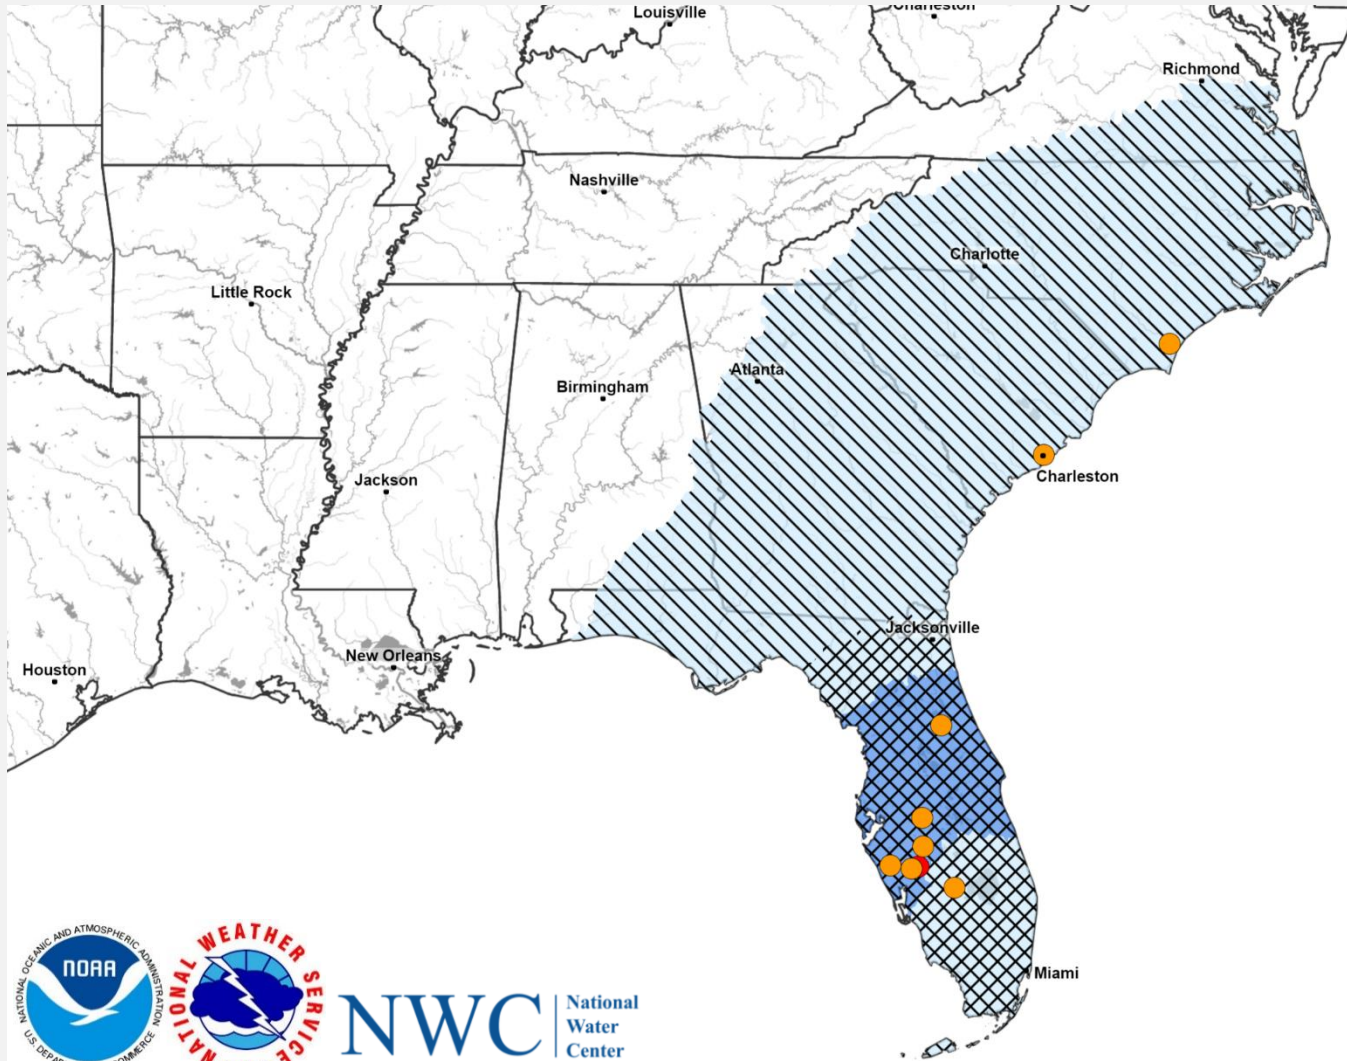 Louisville
Charleston
Richmond
Nashville
Charlotte
Little Rock
Atlanta
Birmingham
Charleston
Jackson
Jacksonville
New Orleans
Houston
Miami
NATIONAL OCEANIC AND ATMOSPHERIC ADMINISTRATION
NOAA
NATIONAL WEATHER SERVICE
NWC
National
Water
Center